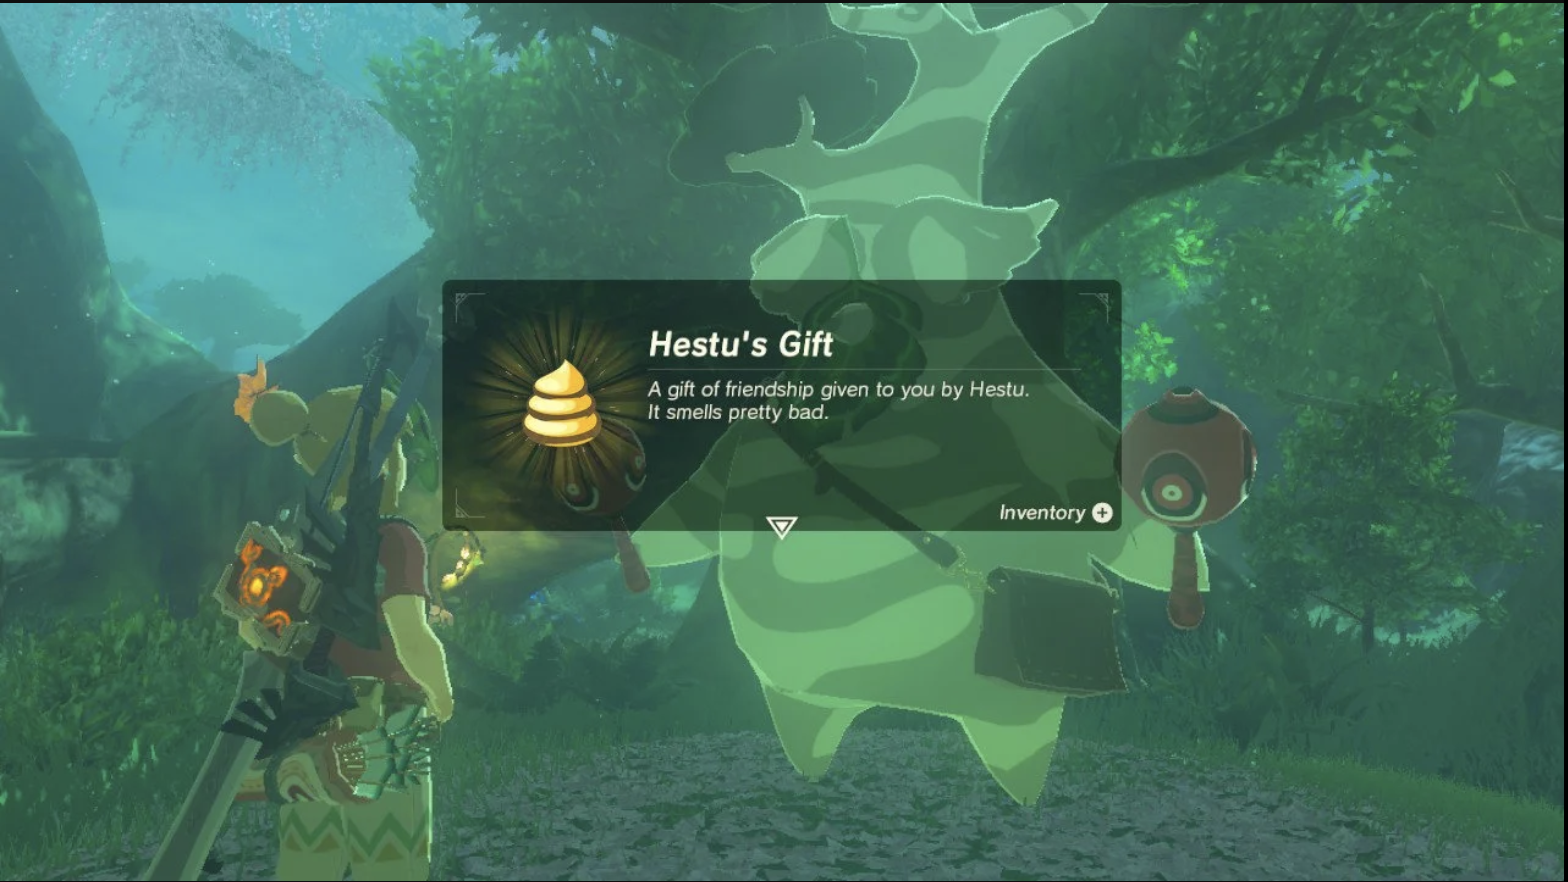 Hestu's Gift
A gift of friendship given to you by Hestu.
It smells pretty bad.
Inventory